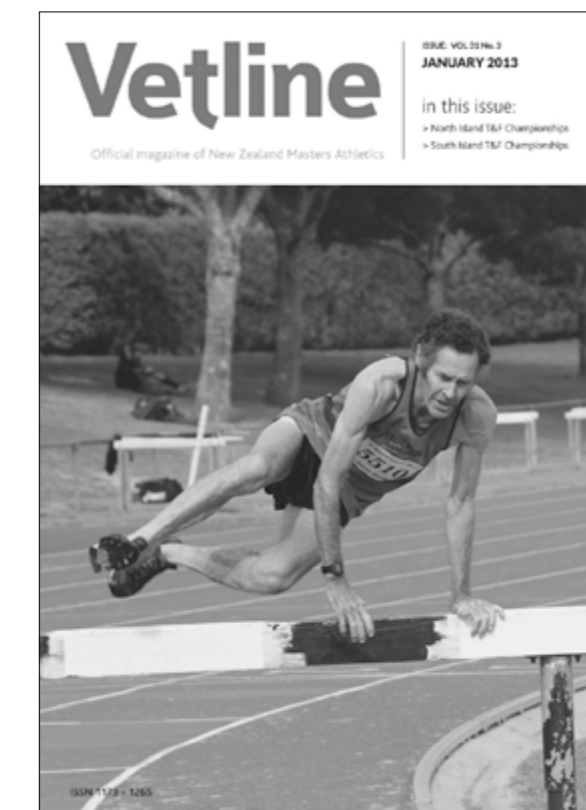 Vetline
Official magazine of New Zealand Masters Athletics
ISSUE: VOL 31 No. 3
JANUARY 2013
in this issue:
> North Island T&F Championships
> South Island T&F Championships
5510
ISSN 1173 - 1265